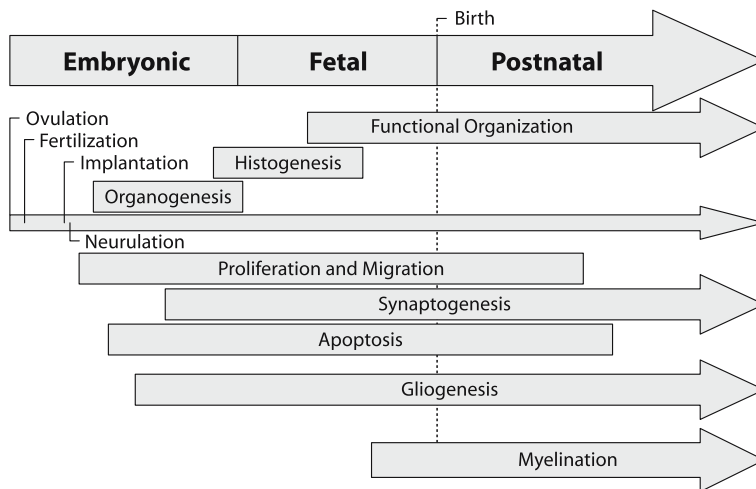 Birth
Embryonic
Fetal
Postnatal
Ovulation
Functional Organization
Fertilization
Implantation
Histogenesis
Organogenesis
Neurulation
Proliferation and Migration
Synaptogenesis
Apoptosis
Gliogenesis
Myelination